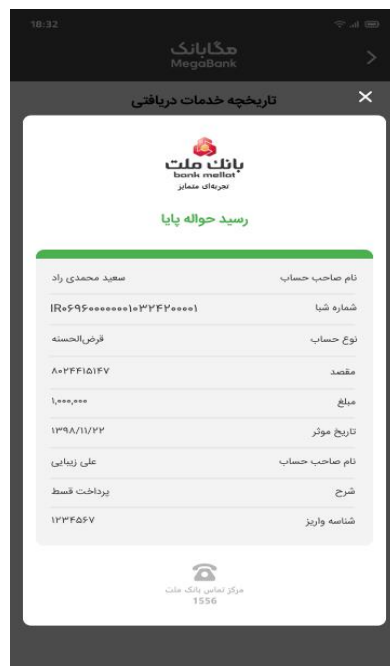 18:32
مگابانک
MegaBank
تاریخچه خدمات دریافتی
بانك ملت
bank mellat
تجربه‌ای متمایز
رسید حواله پایا
نام صاحب حساب سعید محمدی راد
شماره شبا IR۰۶۹۶۰۰۰۰۰۰۰۰۱۰۳۲۴۲۰۰۰۰۱
نوع حساب قرض‌الحسنه
مقصد ۸۰۲۴۴۱۵۱۴۷
مبلغ ۱,۰۰۰,۰۰۰
تاریخ موثر ۱۳۹۸/۱۱/۲۲
نام صاحب حساب علی زیبایی
شرح پرداخت قسط
شناسه واریز ۱۲۳۴۵۶۷
مرکز تماس بانک ملت
1556